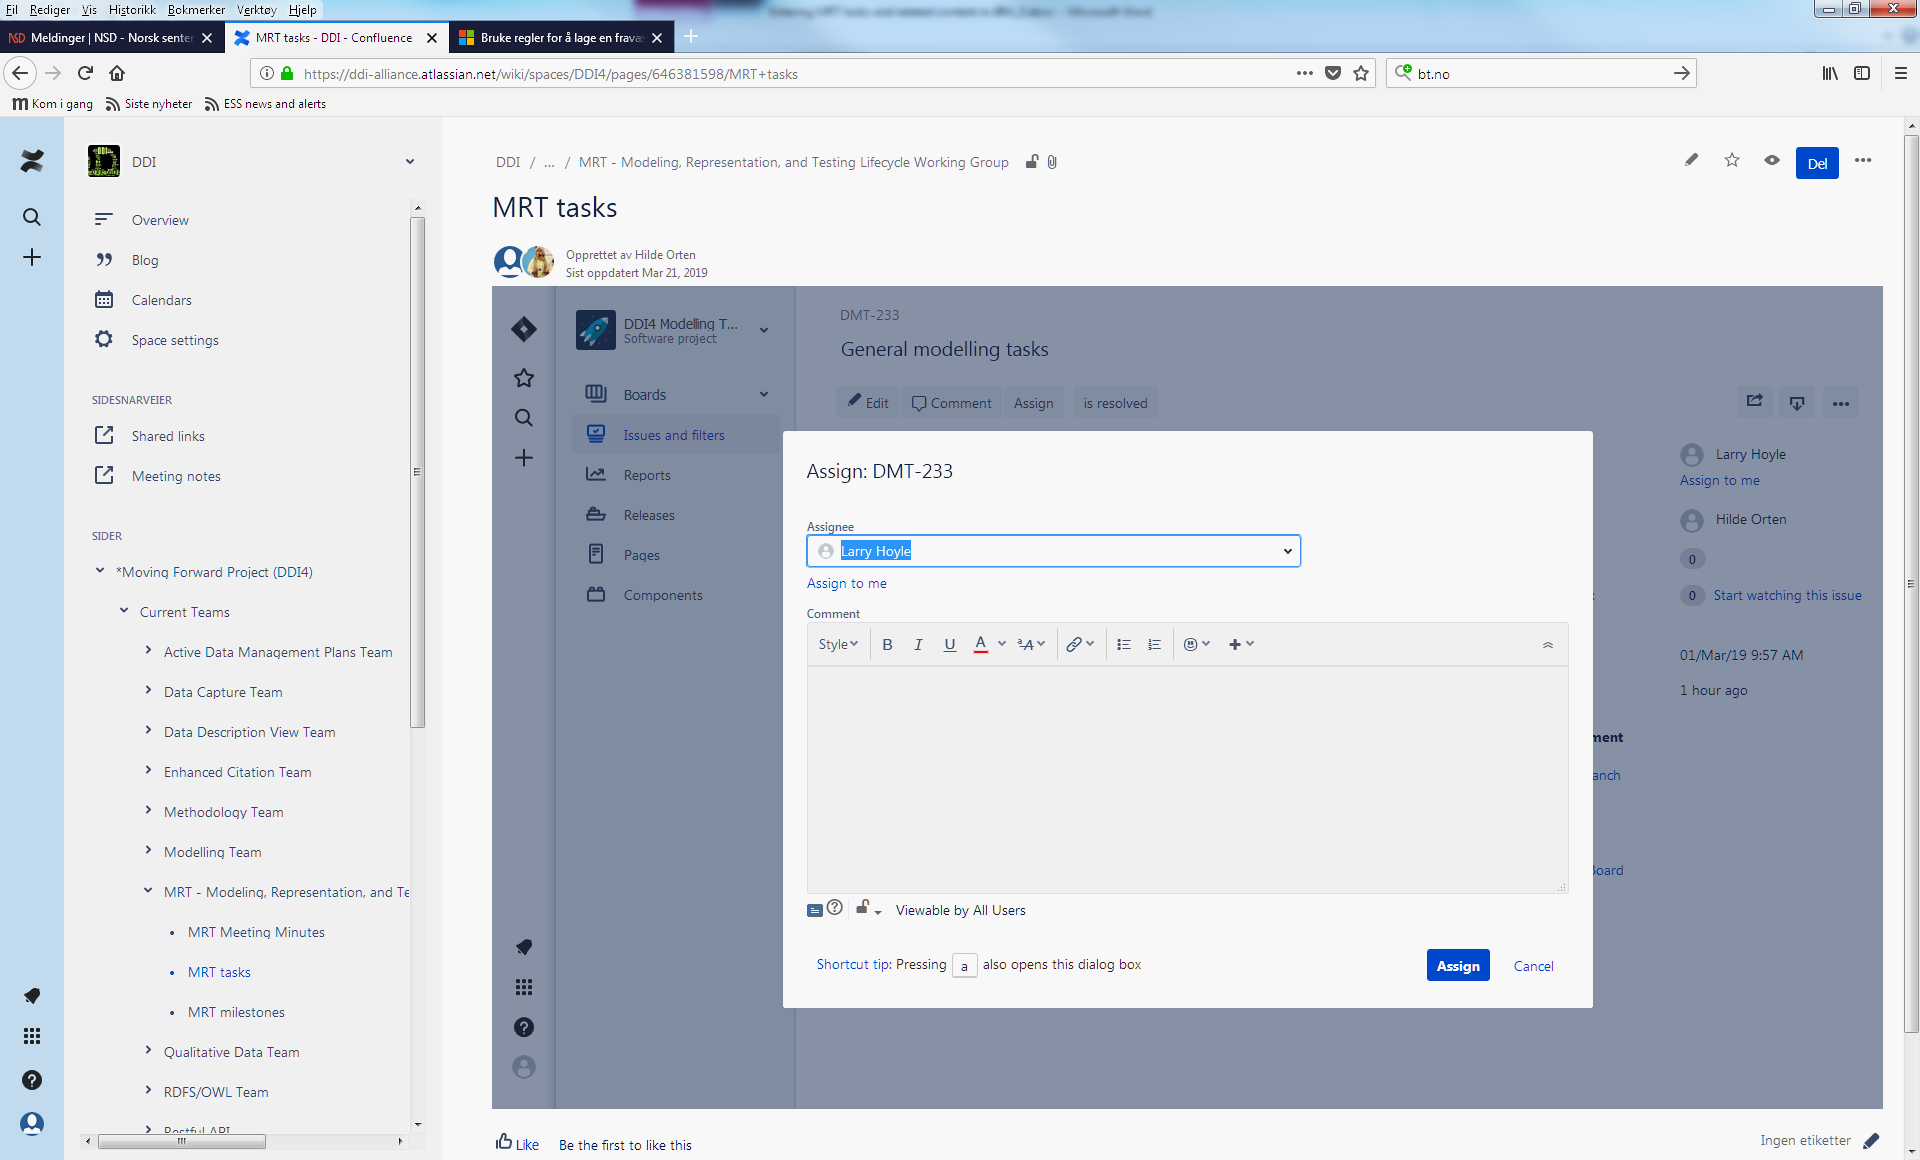 Fil Rediger Vis Historikk Bokmerker Verktøy Hjelp
Meldinger | NSD - Norsk sente
MRT tasks - DDI - Confluence
Bruke regler for å lage en frava
https://ddi-alliance.atlassian.net/wiki/spaces/DDI4/pages/646381598/MRT+tasks
bt.no
Kom i gang Siste nyheter ESS news and alerts
DDI
Overview
Blog
Calendars
Space settings
SIDESNARVEIER
Shared links
Meeting notes
SIDER
*Moving Forward Project (DDI4)
Current Teams
Active Data Management Plans Team
Data Capture Team
Data Description View Team
Enhanced Citation Team
Methodology Team
Modelling Team
MRT - Modeling, Representation, and Te
MRT Meeting Minutes
MRT tasks
MRT milestones
Qualitative Data Team
RDFS/OWL Team
Restful API
DDI / ... / MRT - Modeling, Representation, and Testing Lifecycle Working Group
Del
MRT tasks
Opprettet av Hilde Orten
Sist oppdatert Mar 21, 2019
DDI4 Modelling T...
Software project
Boards
Issues and filters
Reports
Releases
Pages
Components
DMT-233
General modelling tasks
Edit Comment Assign is resolved
Larry Hoyle
Assign to me
Hilde Orten
0
0 Start watching this issue
01/Mar/19 9:57 AM
1 hour ago
ment
anch
Board
Assign: DMT-233
Assignee
Larry Hoyle
Assign to me
Comment
Style B I U A ªA
Viewable by All Users
Shortcut tip: Pressing a also opens this dialog box
Assign Cancel
Like Be the first to like this
Ingen etiketter